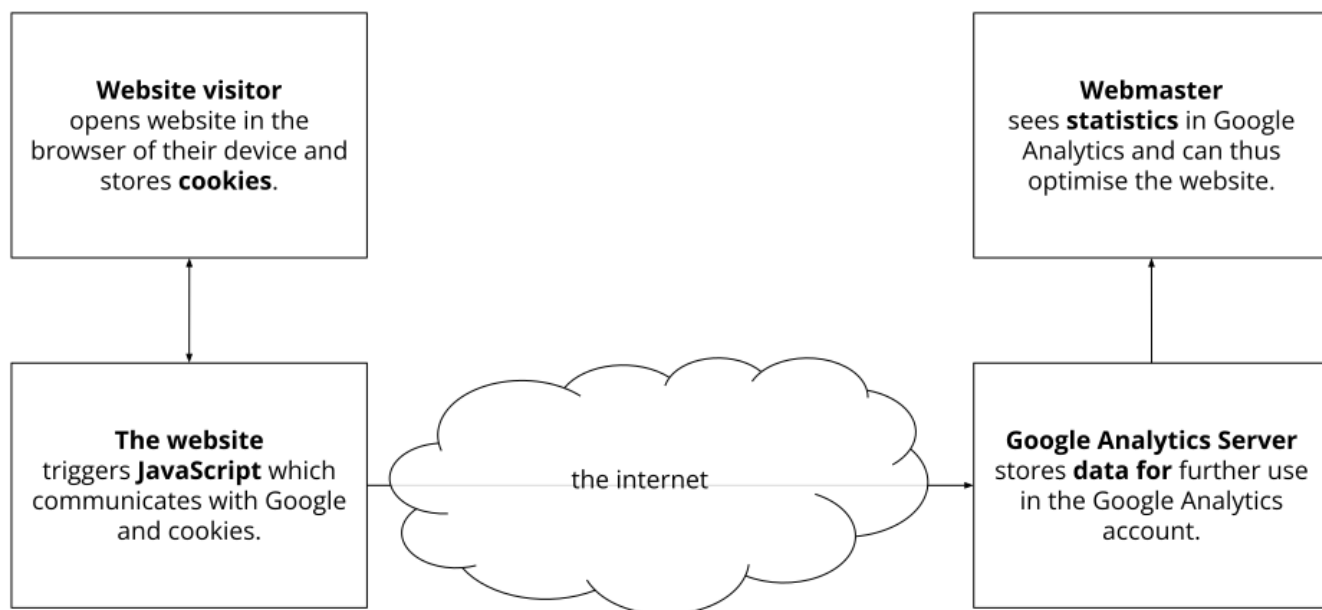 Website visitor
opens website in the
browser of their device and
stores cookies.
Webmaster
sees statistics in Google
Analytics and can thus
optimise the website.
The website
triggers JavaScript which
communicates with Google
and cookies.
the internet
Google Analytics Server
stores data for further use
in the Google Analytics
account.